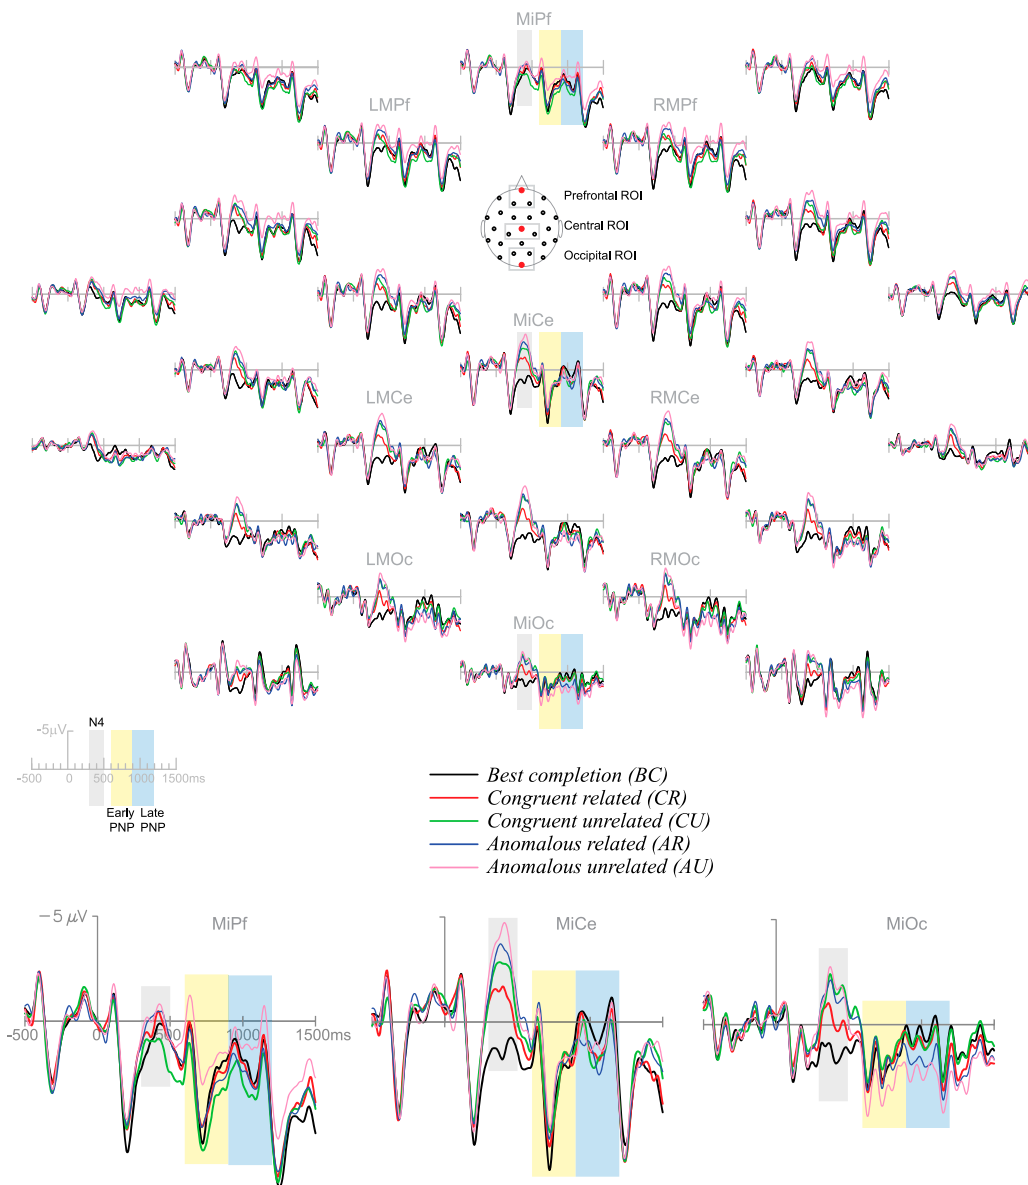 MiPf
LMPf
RMPf
Prefrontal ROI
Central ROI
Occipital ROI
MiCe
LMCe
RMCe
LMOc
RMOc
MiOc
N4
-5μV
-500 0 500 1000 1500ms
Early Late
PNP PNP
Best completion (BC)
Congruent related (CR)
Congruent unrelated (CU)
Anomalous related (AR)
Anomalous unrelated (AU)
-5 μV MiPf MiCe MiOc
-500 0 500 1000 1500ms